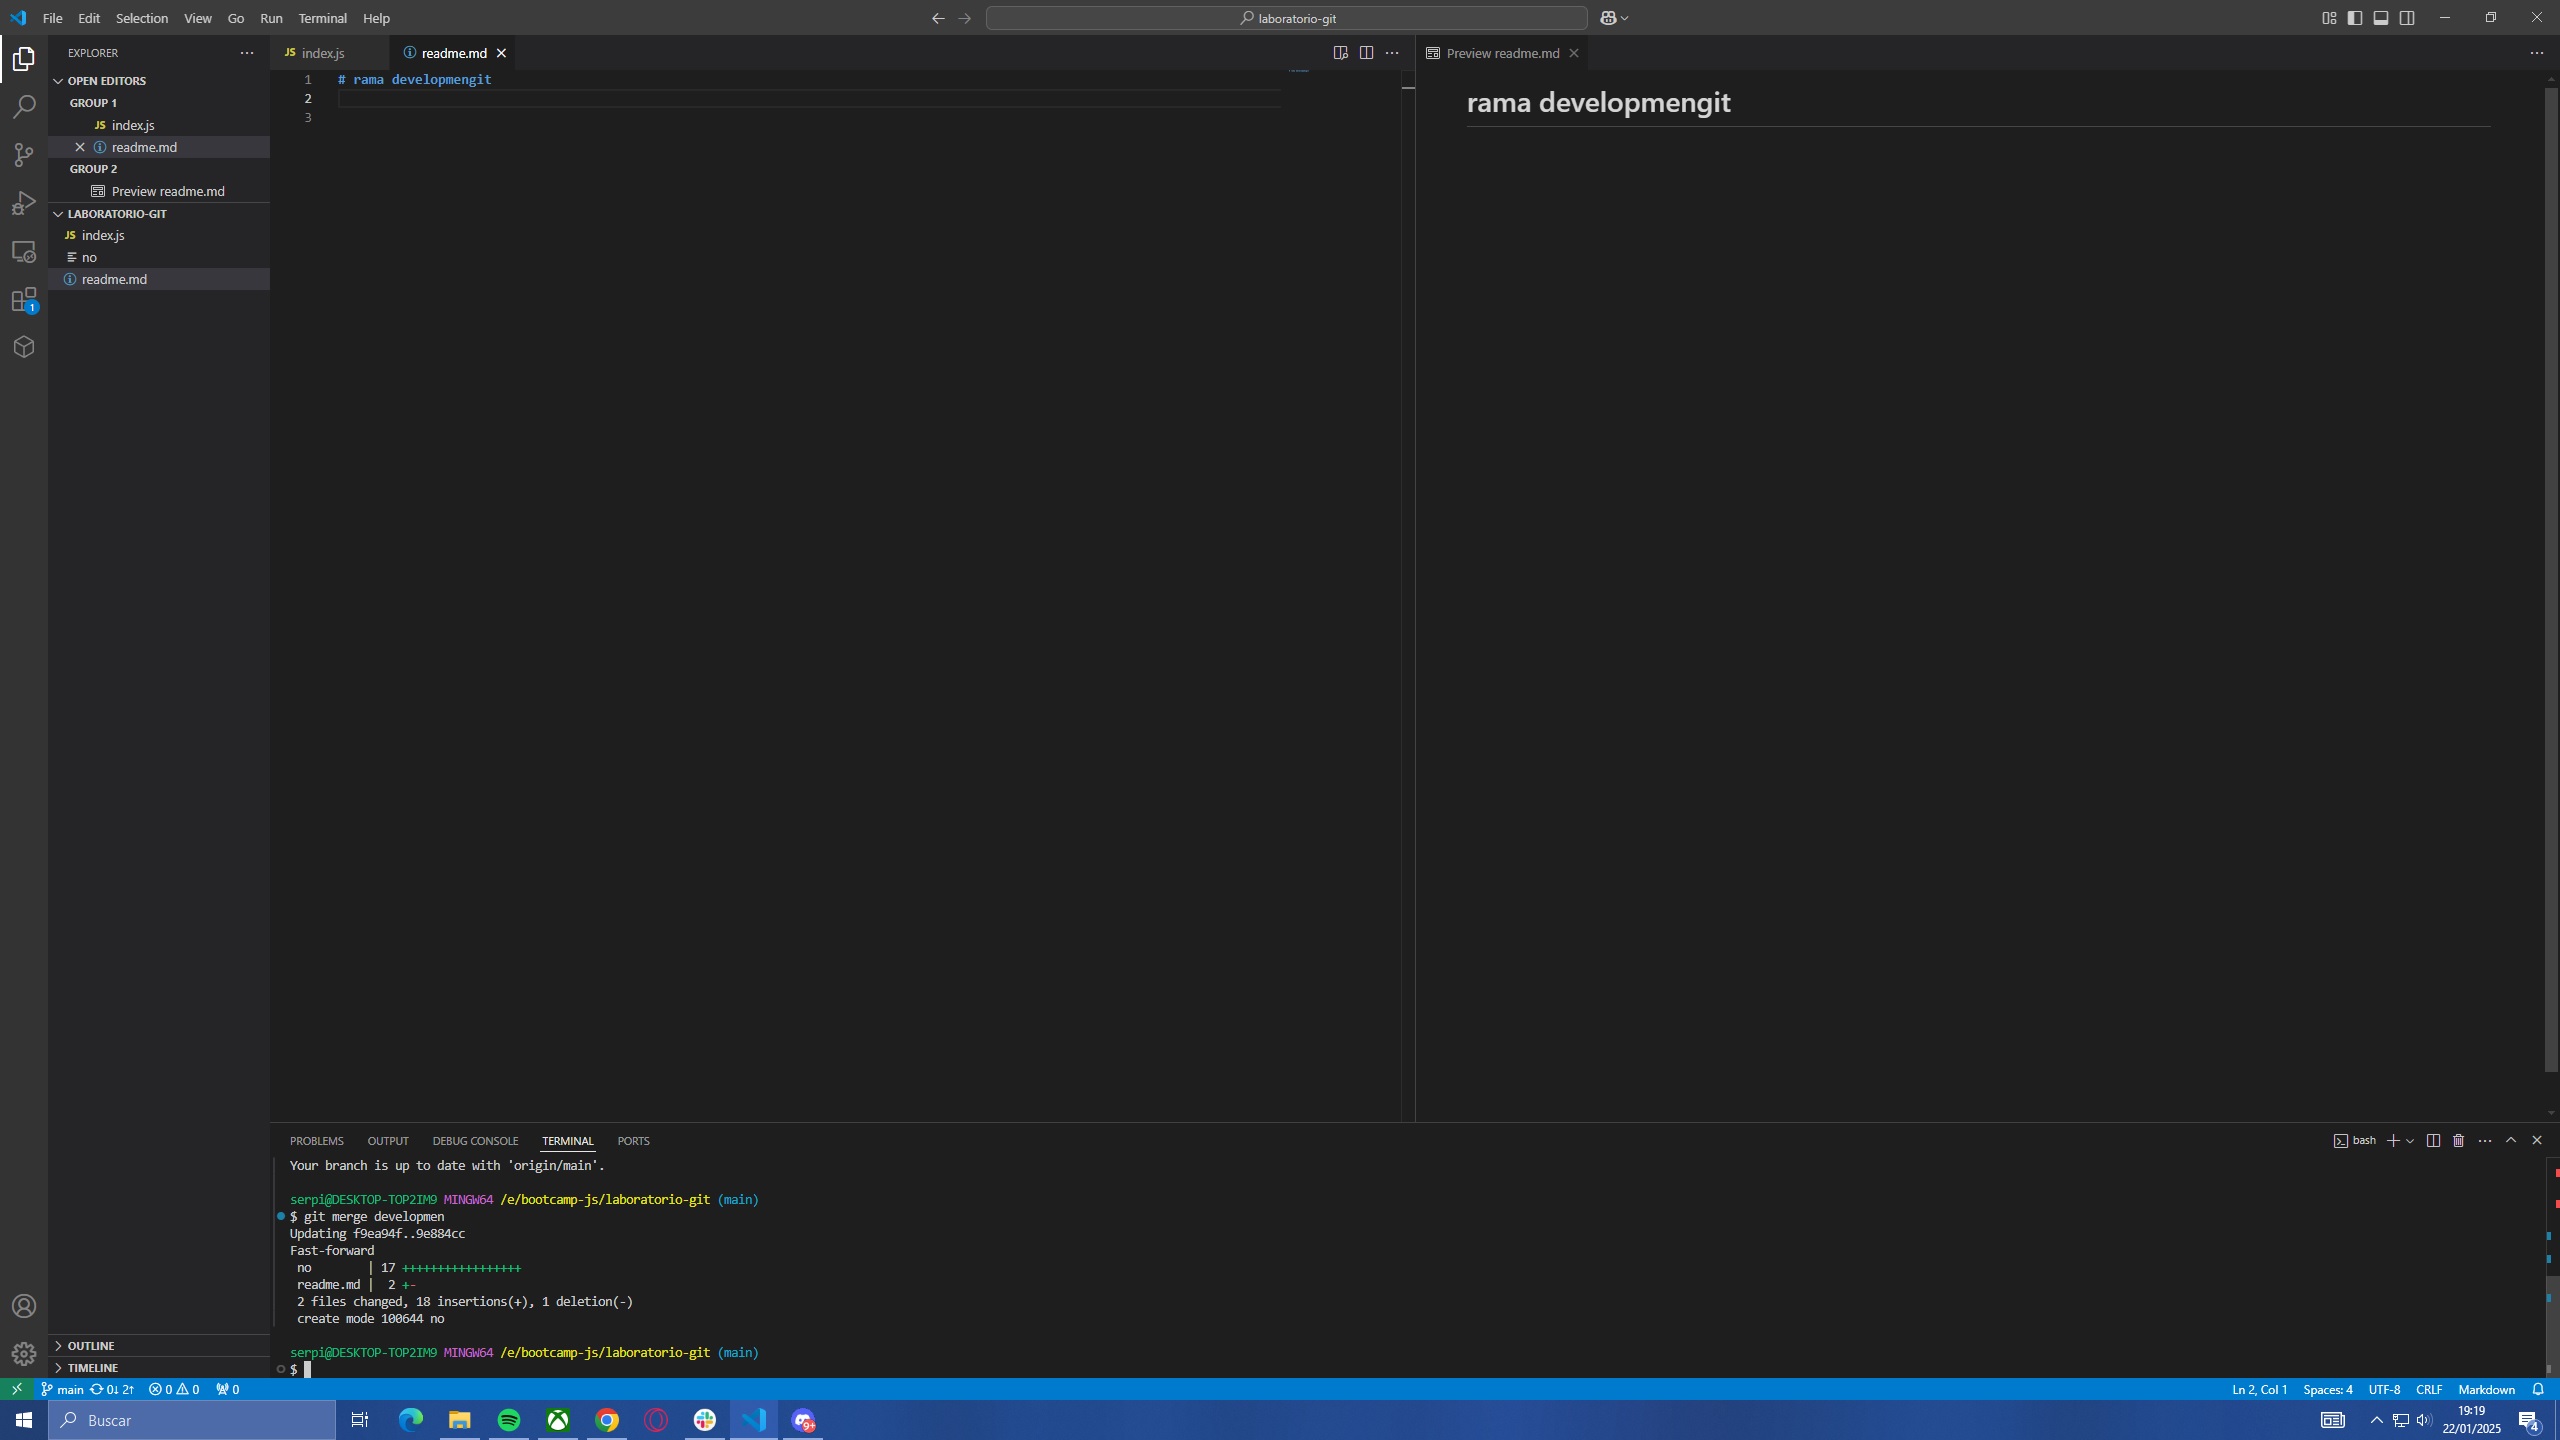 File Edit Selection View Go Run Terminal Help
laboratorio-git
EXPLORER
OPEN EDITORS
GROUP 1
JS index.js
readme.md
GROUP 2
Preview readme.md
LABORATORIO-GIT
JS index.js
no
readme.md
1
OUTLINE
TIMELINE
JS index.js
readme.md
1 # rama developmengit
2
3
Preview readme.md
rama developmengit
PROBLEMS OUTPUT DEBUG CONSOLE TERMINAL PORTS
bash
Your branch is up to date with 'origin/main'.
serpi@DESKTOP-TOP2IM9 MINGW64 /e/bootcamp-js/laboratorio-git (main)
$ git merge developmen
Updating f9ea94f..9e884cc
Fast-forward
no | 17 +++++++++++++++++
readme.md | 2 +-
2 files changed, 18 insertions(+), 1 deletion(-)
create mode 100644 no
serpi@DESKTOP-TOP2IM9 MINGW64 /e/bootcamp-js/laboratorio-git (main)
$
main 0↓ 2↑ 0 0 0
Ln 2, Col 1 Spaces: 4 UTF-8 CRLF Markdown
Buscar
9+
19:19
22/01/2025
4